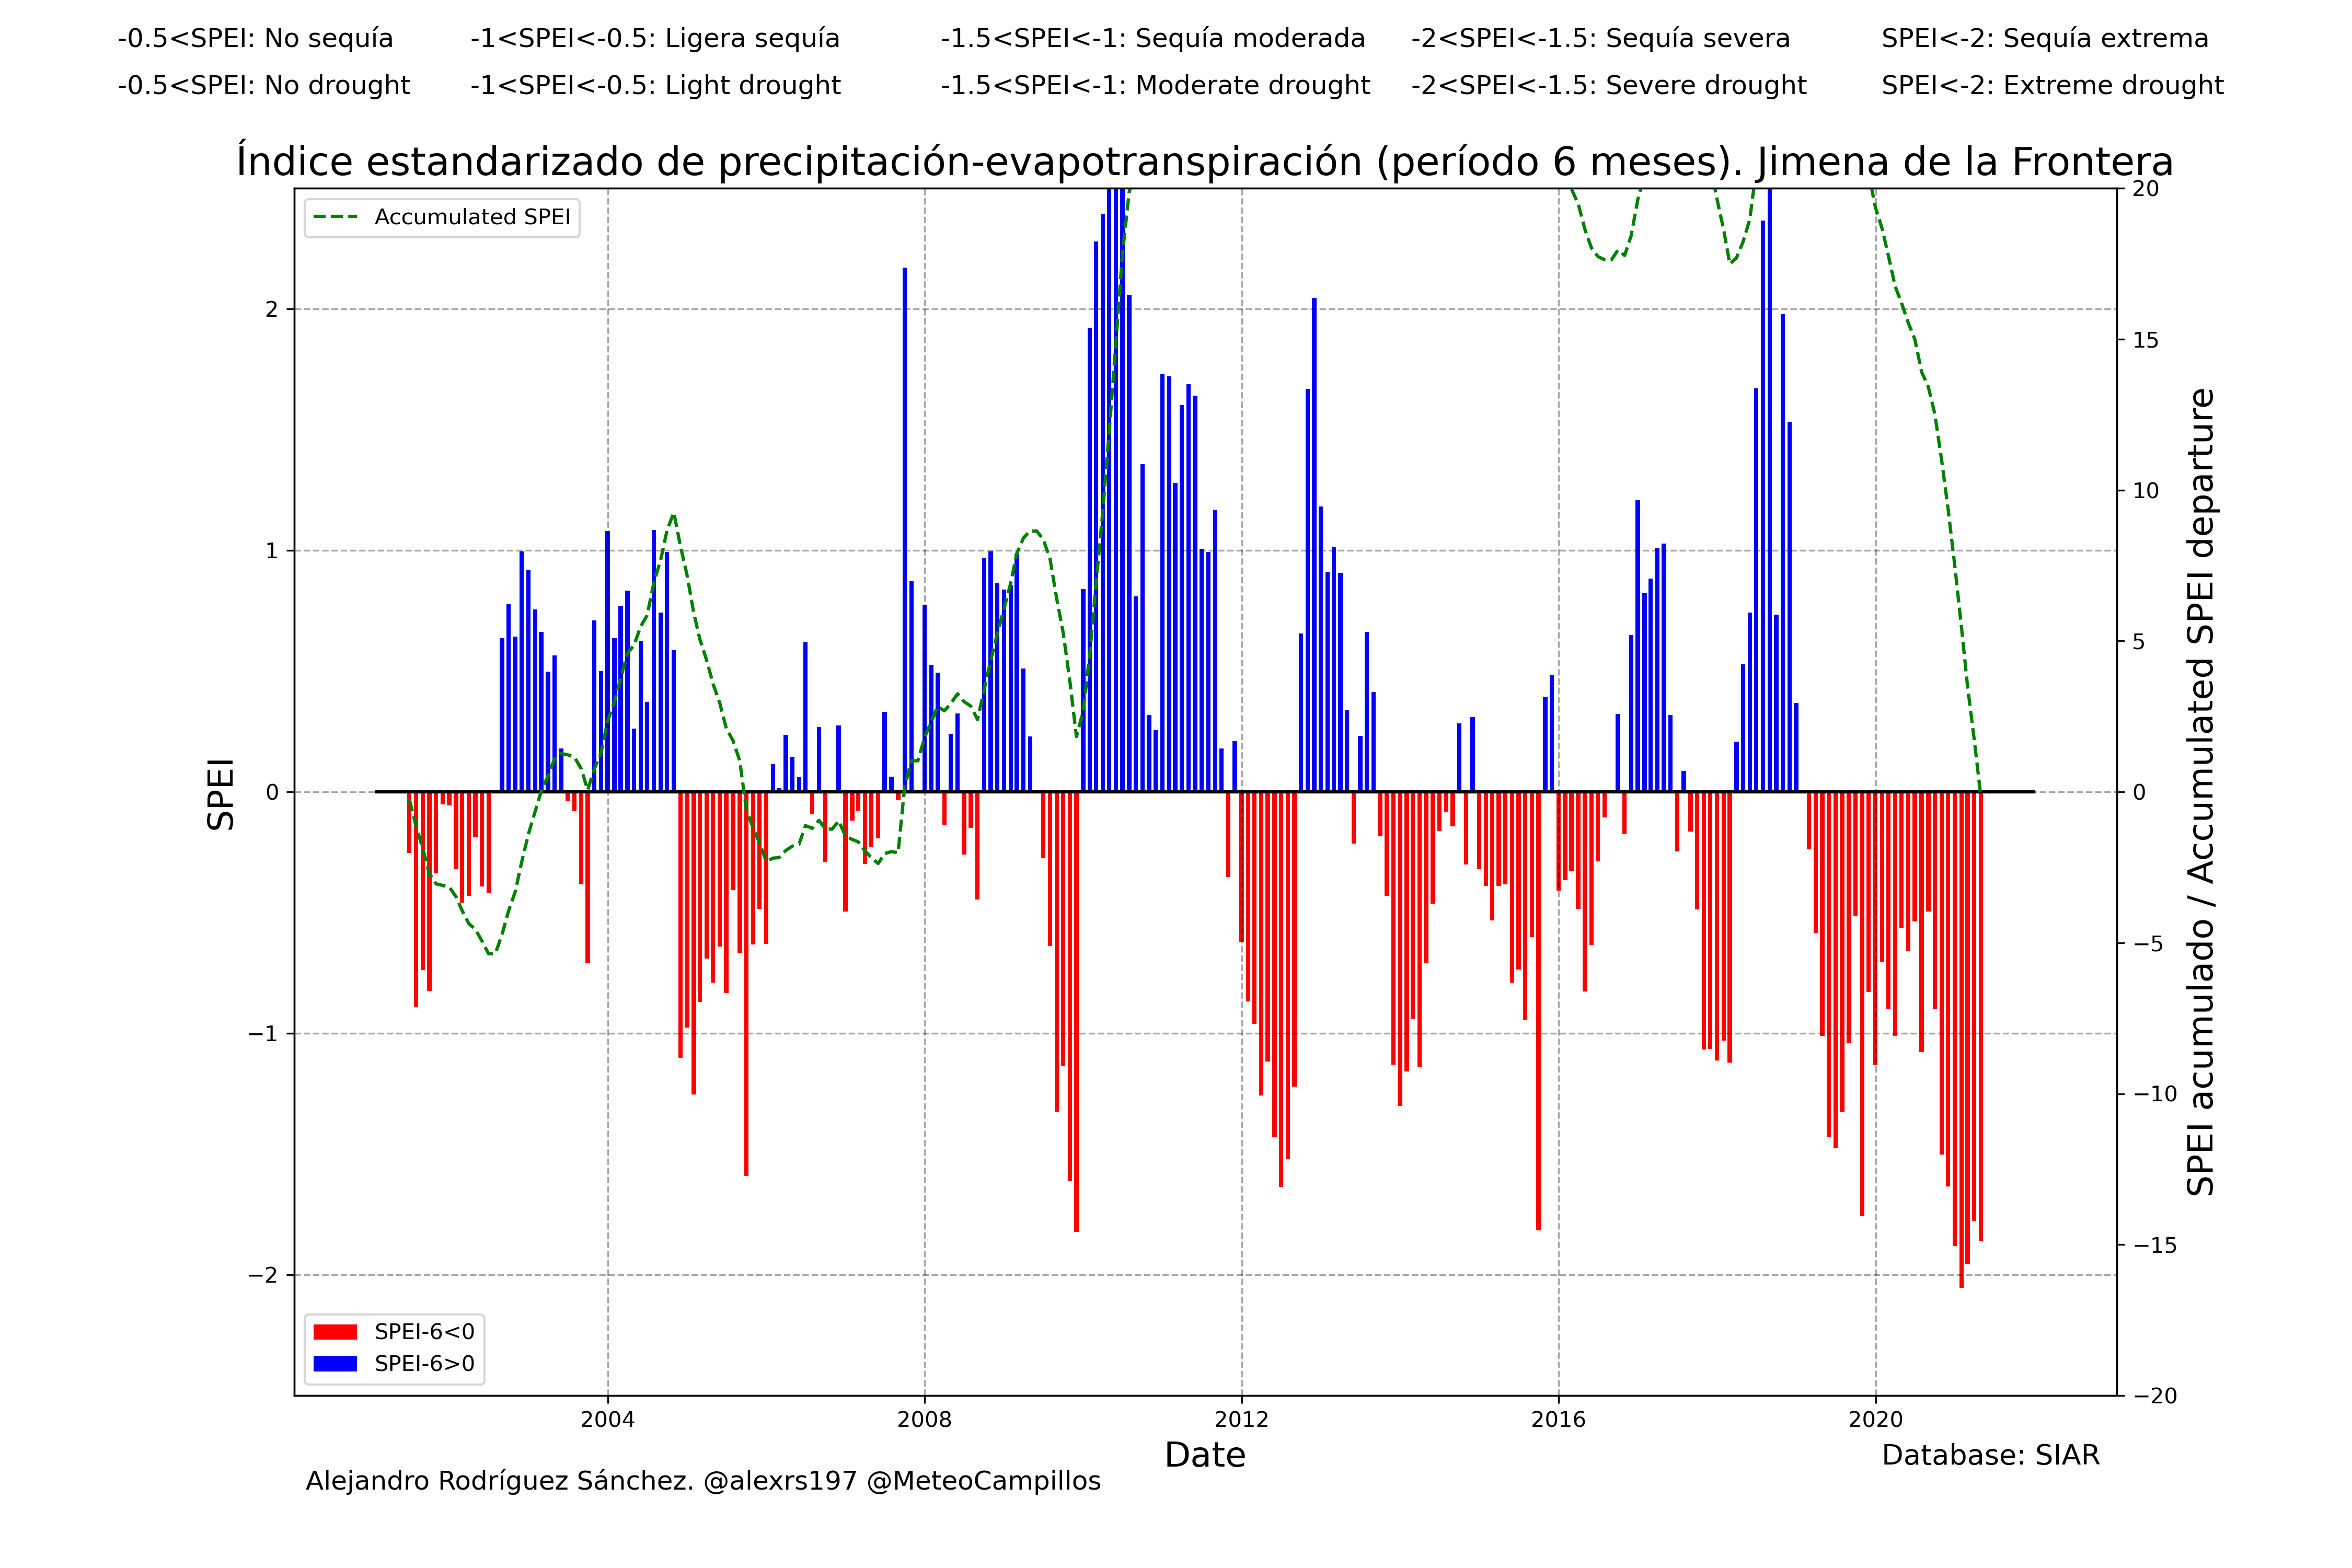 -0.5<SPEI: No sequía -1<SPEI<-0.5: Ligera sequía -1.5<SPEI<-1: Sequía moderada -2<SPEI<-1.5: Sequía severa SPEI<-2: Sequía extrema
-0.5<SPEI: No drought -1<SPEI<-0.5: Light drought -1.5<SPEI<-1: Moderate drought -2<SPEI<-1.5: Severe drought SPEI<-2: Extreme drought
Índice estandarizado de precipitación-evapotranspiración (período 6 meses). Jimena de la Frontera
Accumulated SPEI
SPEI
2
1
0
−1
−2
20
15
10
5
0
−5
−10
−15
−20
SPEI acumulado / Accumulated SPEI departure
SPEI-6<0
SPEI-6>0
2004 2008 2012 2016 2020
Date
Database: SIAR
Alejandro Rodríguez Sánchez. @alexrs197 @MeteoCampillos